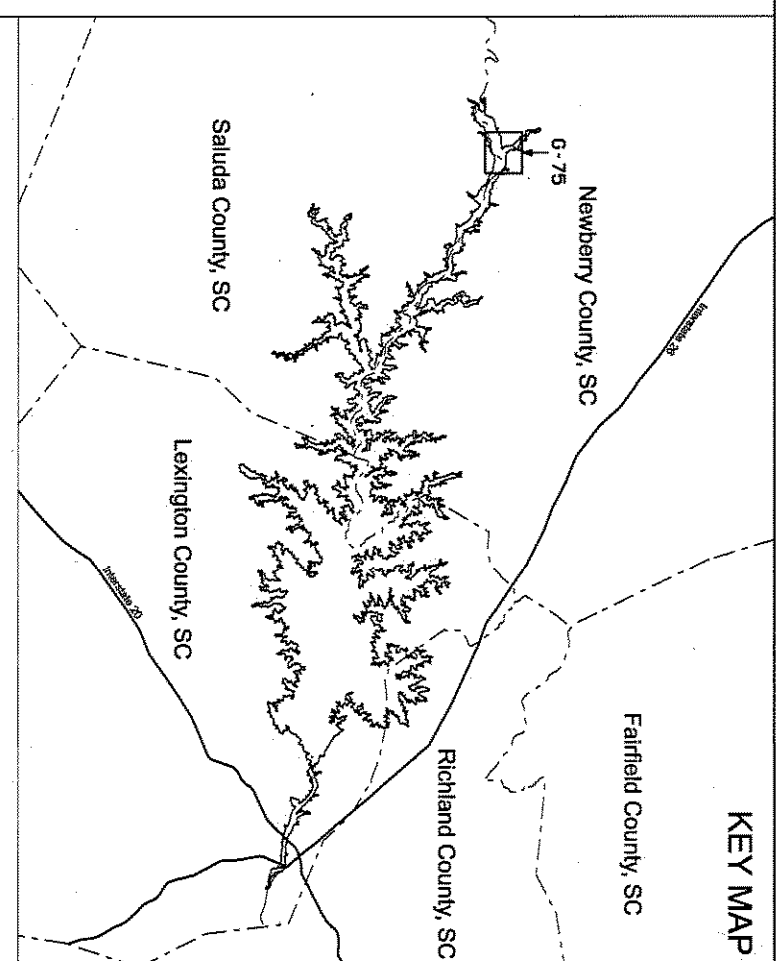 KEY MAP
Fairfield County, SC
Richland County, SC
Newberry County, SC
G-75
Interstate 26
Saluda County, SC
Lexington County, SC
Interstate 20